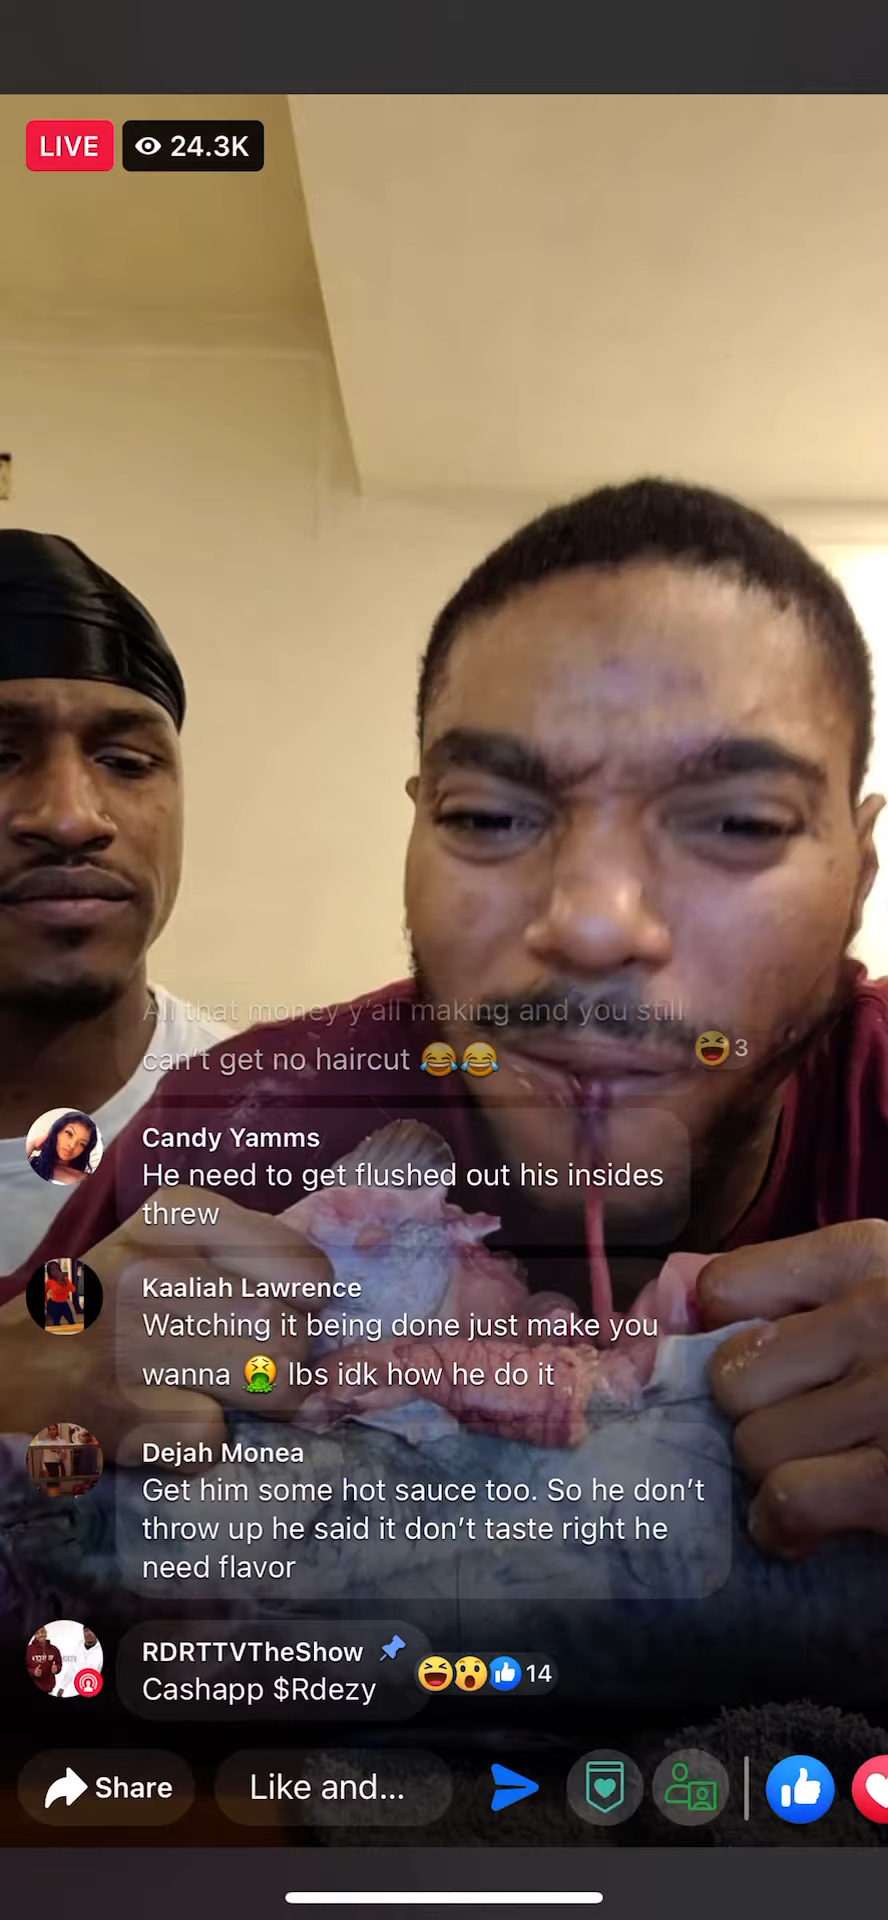 LIVE 24.3K
All that money y'all making and you still
can't get no haircut 😂😂
😆 3
Candy Yamms
He need to get flushed out his insides
threw
Kaaliah Lawrence
Watching it being done just make you
wanna 🤮 lbs idk how he do it
Dejah Monea
Get him some hot sauce too. So he don't
throw up he said it don't taste right he
need flavor
RDRTTVTheShow 📌
Cashapp $Rdezy
😆😮👍 14
Share Like and...